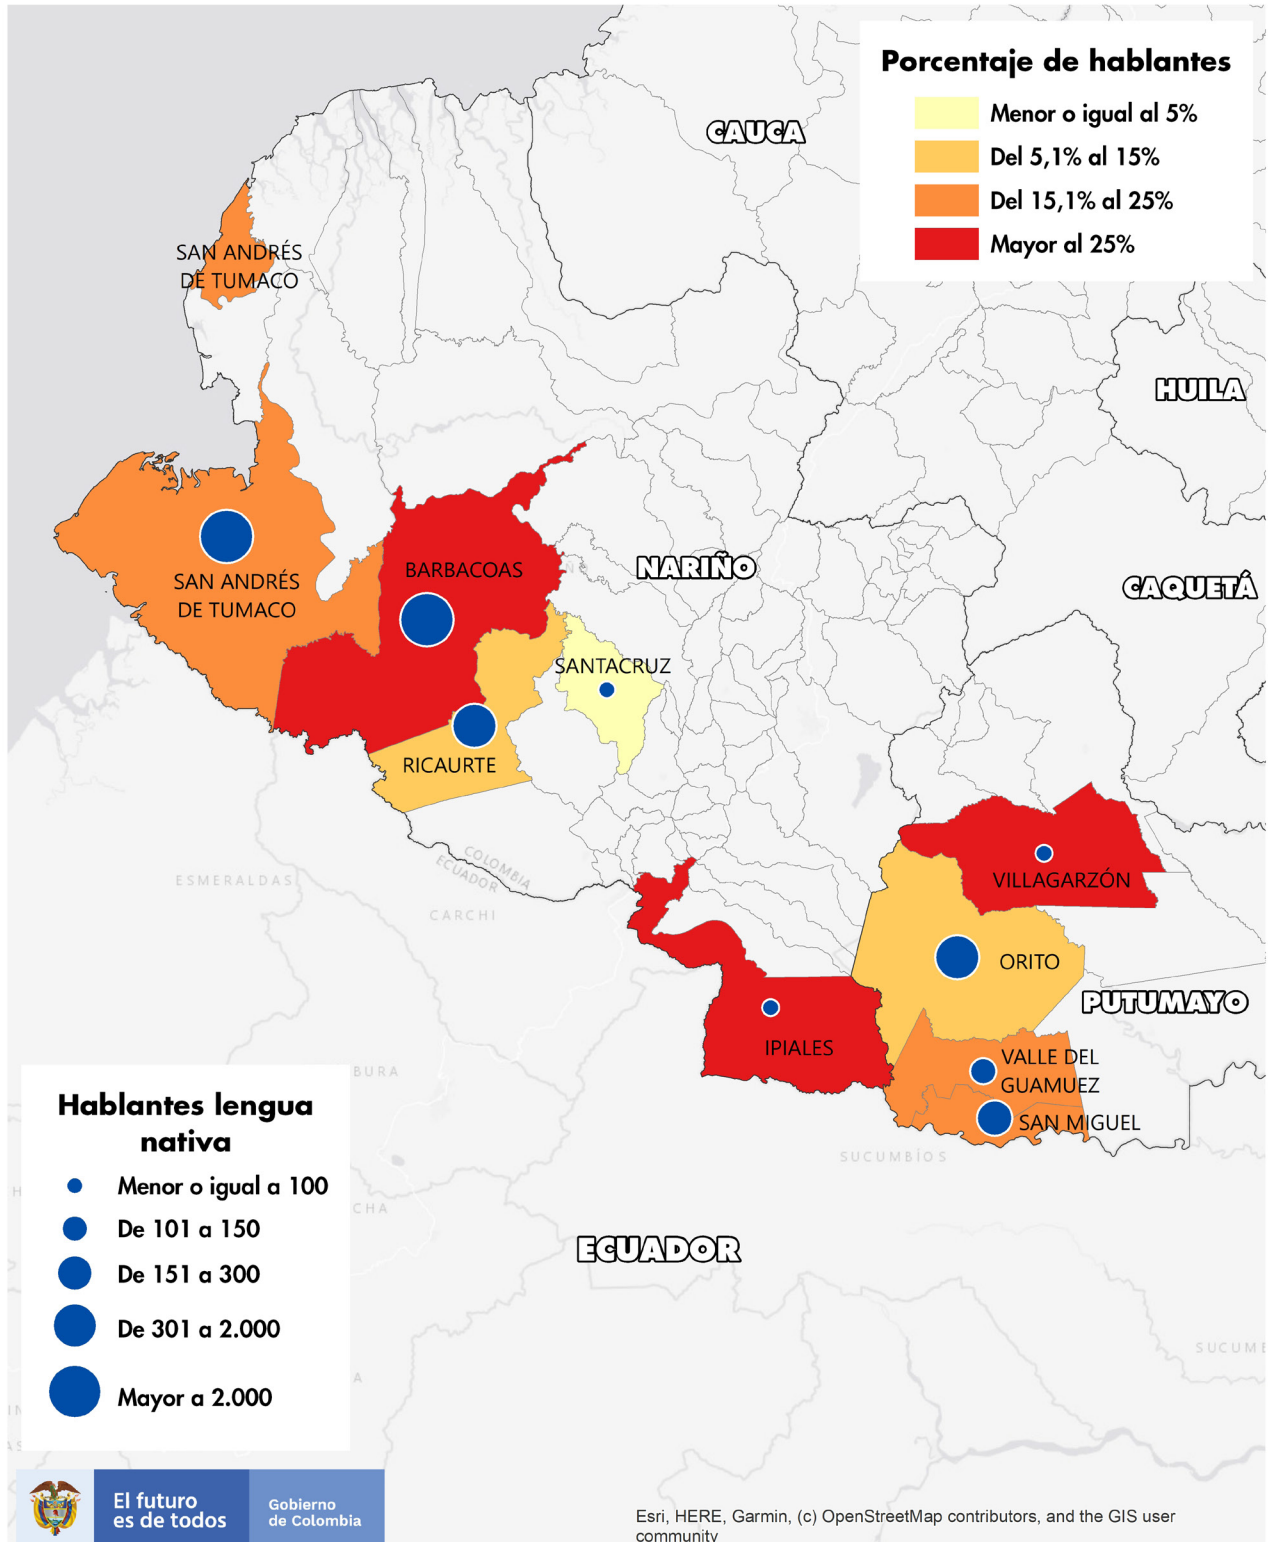 Porcentaje de hablantes
Menor o igual al 5%
Del 5,1% al 15%
Del 15,1% al 25%
Mayor al 25%
CAUCA
SAN ANDRÉS
DE TUMACO
HUILA
SAN ANDRÉS
DE TUMACO
BARBACOAS
NARIÑO
CAQUETÁ
SANTACRUZ
RICAURTE
COLOMBIA
ECUADOR
ESMERALDAS
CARCHI
VILLAGARZÓN
ORITO
PUTUMAYO
IPIALES
VALLE DEL
GUAMUEZ
SAN MIGUEL
SUCUMBÍOS
BURA
CHA
ECUADOR
SUCUMB
Hablantes lengua
nativa
Menor o igual a 100
De 101 a 150
De 151 a 300
De 301 a 2.000
Mayor a 2.000
El futuro
es de todos
Gobierno
de Colombia
Esri, HERE, Garmin, (c) OpenStreetMap contributors, and the GIS user
community